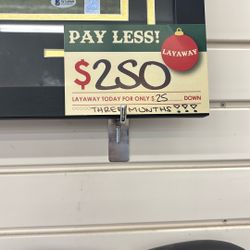 PAY LESS!
LAYAWAY
$250
LAYAWAY TODAY FOR ONLY $25 DOWN
THREE MONTHS!!!